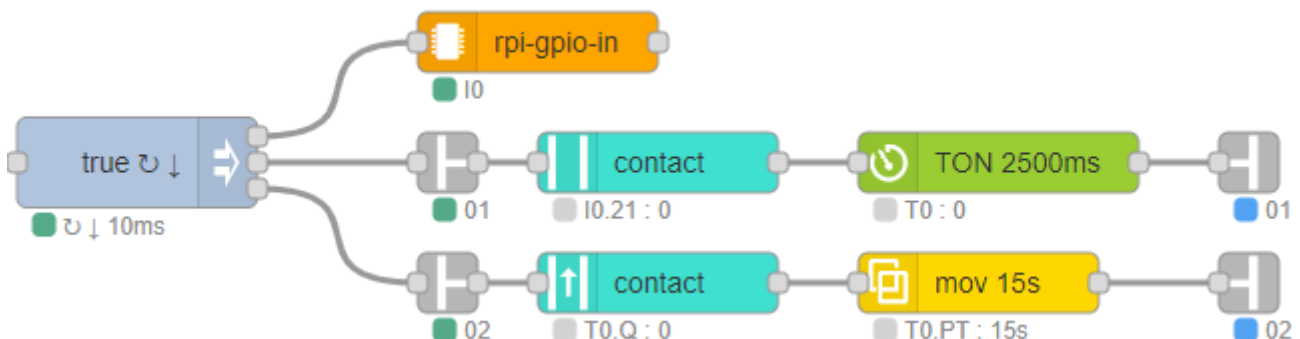 rpi-gpio-in
I0
true ↻ ↓
↻ ↓ 10ms
01
contact
I0.21 : 0
TON 2500ms
T0 : 0
01
02
contact
T0.Q : 0
mov 15s
T0.PT : 15s
02